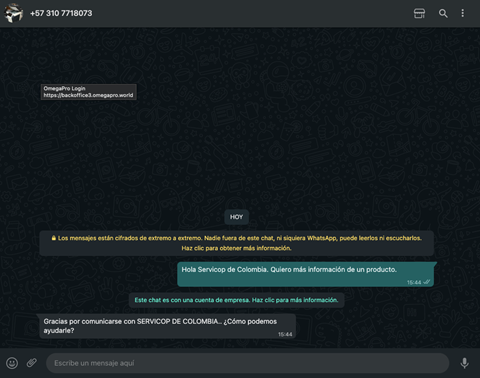 +57 310 7718073
OmegaPro Login
https://backoffice3.omegapro.world
HOY
Los mensajes están cifrados de extremo a extremo. Nadie fuera de este chat, ni siquiera WhatsApp, puede leerlos ni escucharlos.
Haz clic para obtener más información.
Hola Servicop de Colombia. Quiero más información de un producto.
15:44
Este chat es con una cuenta de empresa. Haz clic para más información.
Gracias por comunicarse con SERVICOP DE COLOMBIA.. ¿Cómo podemos
ayudarle?
15:44
Escribe un mensaje aquí